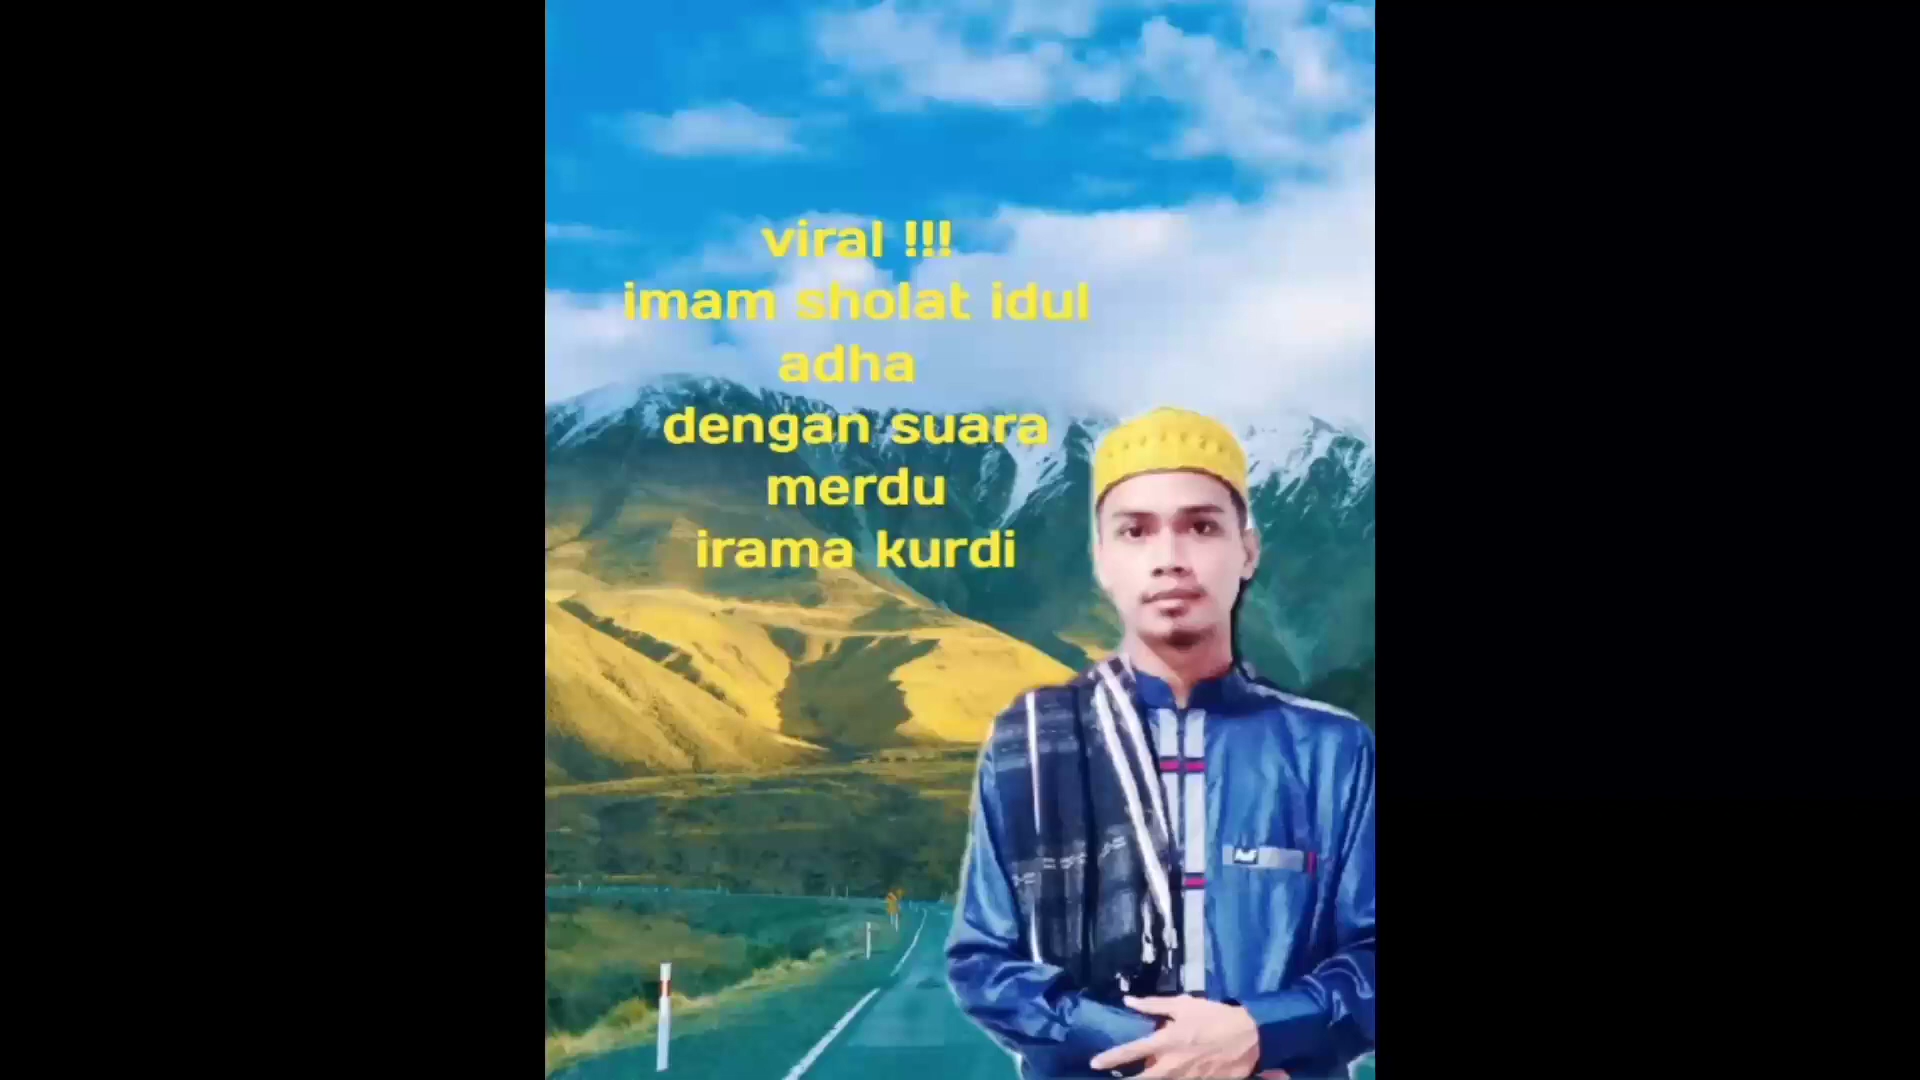 viral !!!
imam sholat idul
adha
dengan suara
merdu
irama kurdi